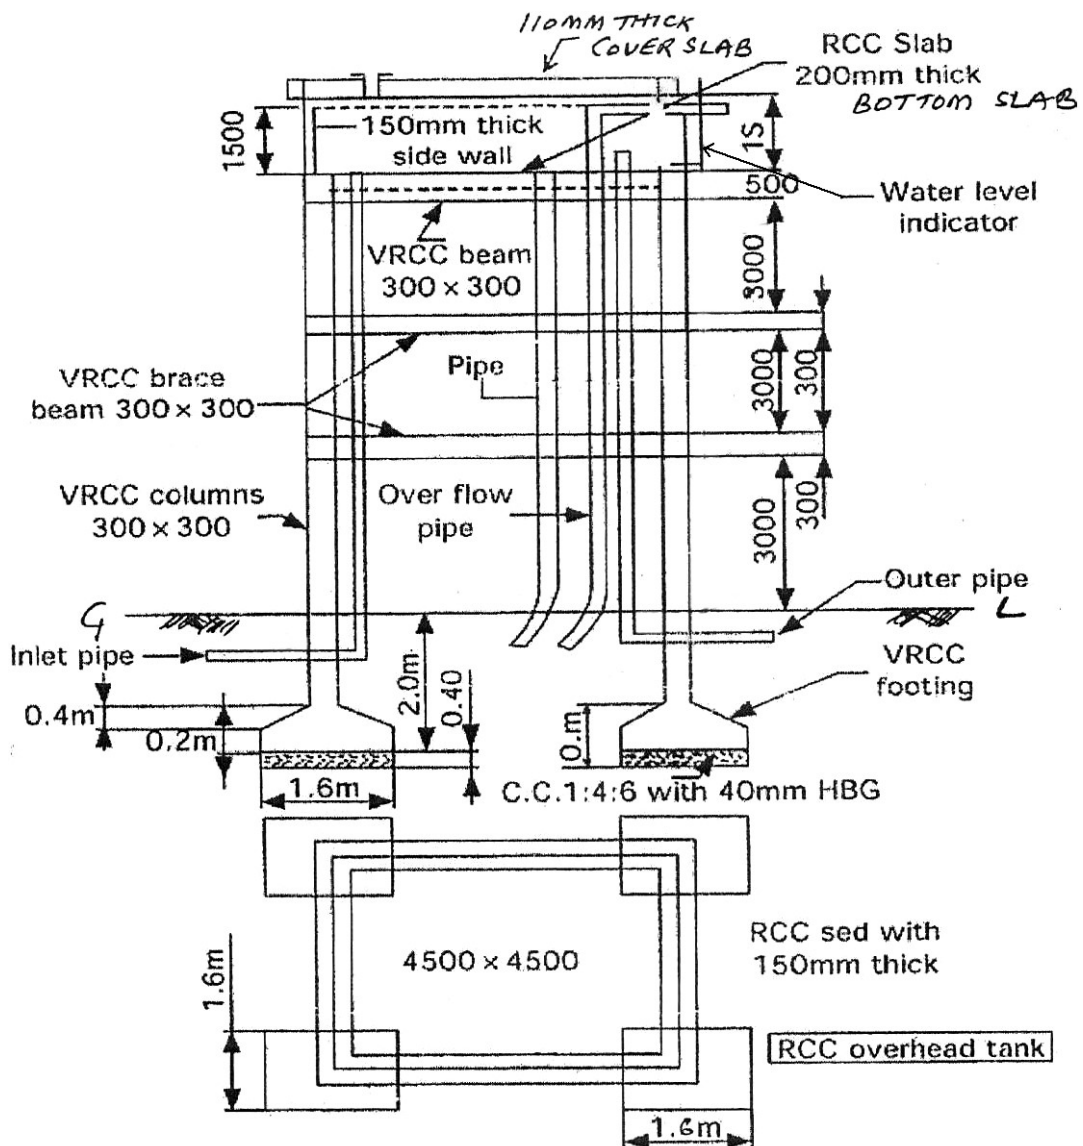 110MM THICK
COVER SLAB
RCC Slab
200mm thick
BOTTOM SLAB
1500
150mm thick
side wall
1S
500
Water level
indicator
VRCC beam
300 × 300
3000
VRCC brace
beam 300 × 300
Pipe
3000
300
VRCC columns
300 × 300
Over flow
pipe
3000
300
Outer pipe
G
L
Inlet pipe
VRCC
footing
2.0m
0.40
0.4m
0.2m
0.m
1.6m
C.C.1:4:6 with 40mm HBG
4500 × 4500
RCC sed with
150mm thick
1.6m
RCC overhead tank
1.6m